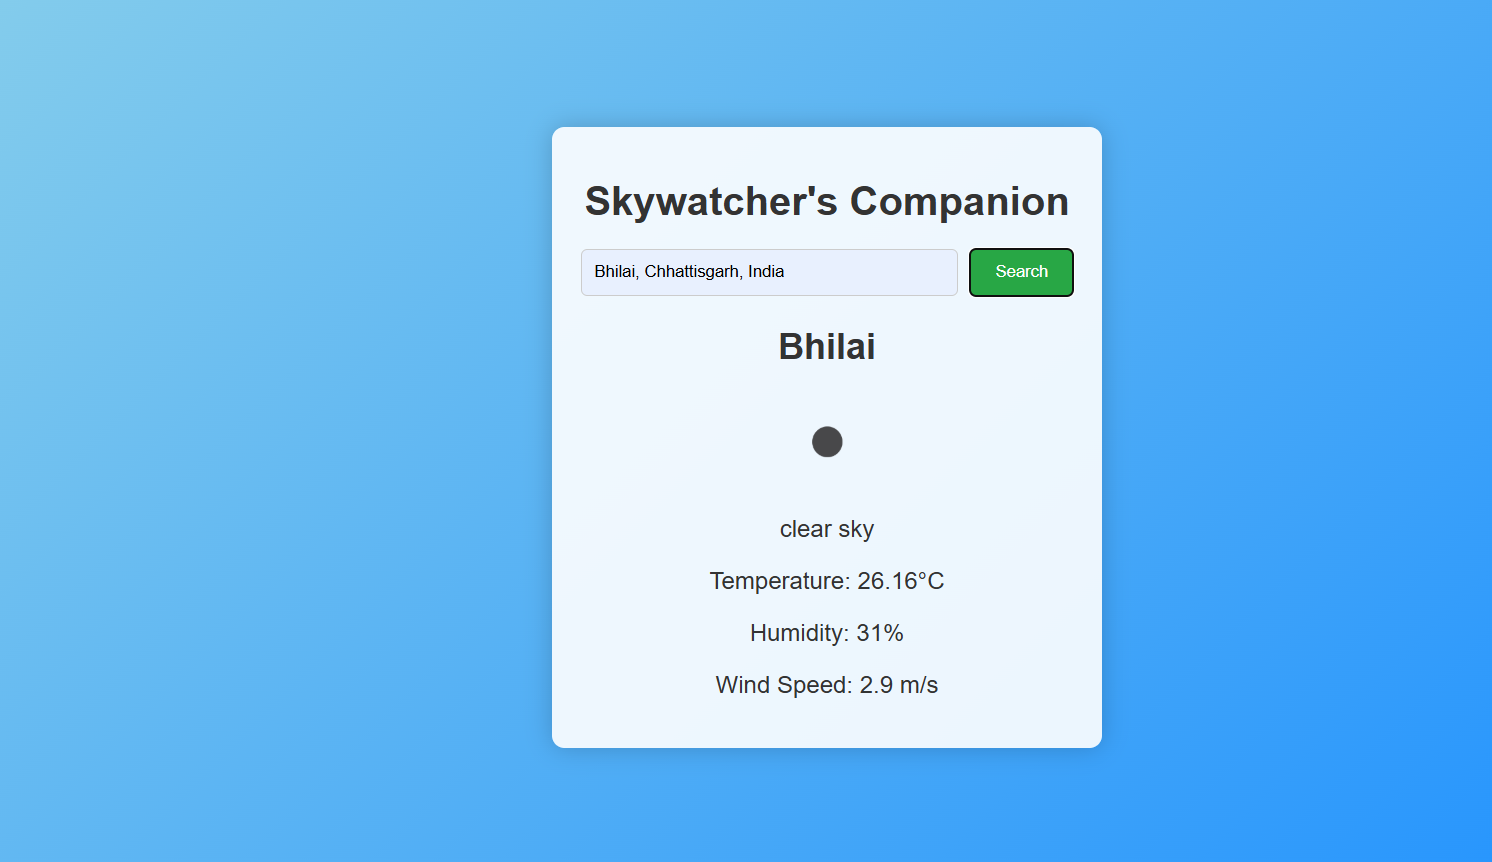 Skywatcher's Companion
Bhilai, Chhattisgarh, India
Search
Bhilai
clear sky
Temperature: 26.16°C
Humidity: 31%
Wind Speed: 2.9 m/s